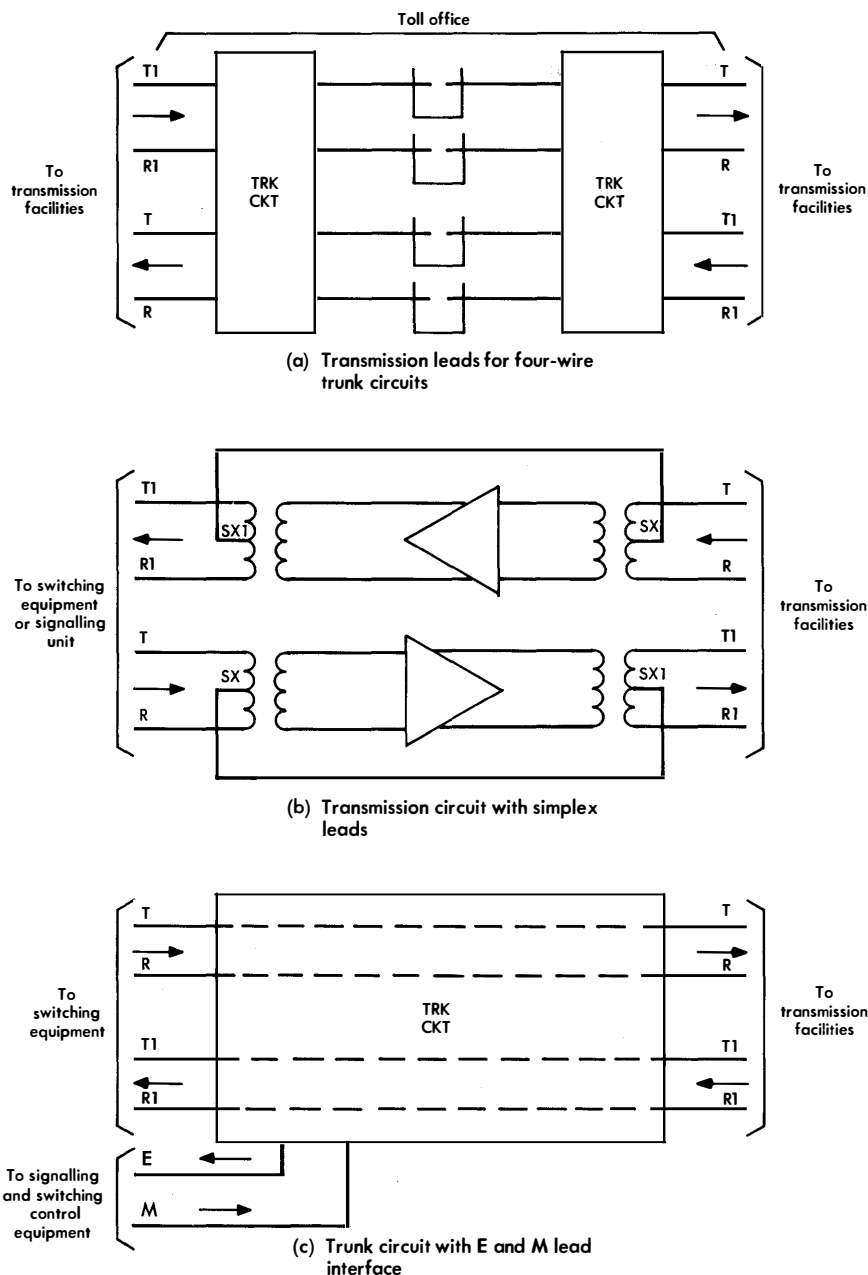 Toll office
T1
T
R1
R
To
transmission
facilities
TRK
CKT
TRK
CKT
To
transmission
facilities
T
T1
R
R1
(a) Transmission leads for four-wire
trunk circuits
T1
T
SX1
SX
R1
R
To switching
equipment
or signalling
unit
To
transmission
facilities
T
T1
SX
SX1
R
R1
(b) Transmission circuit with simplex
leads
T
T
R
R
To
switching
equipment
TRK
CKT
To
transmission
facilities
T1
T1
R1
R1
To signalling
and switching
control
equipment
E
M
(c) Trunk circuit with E and M lead
interface